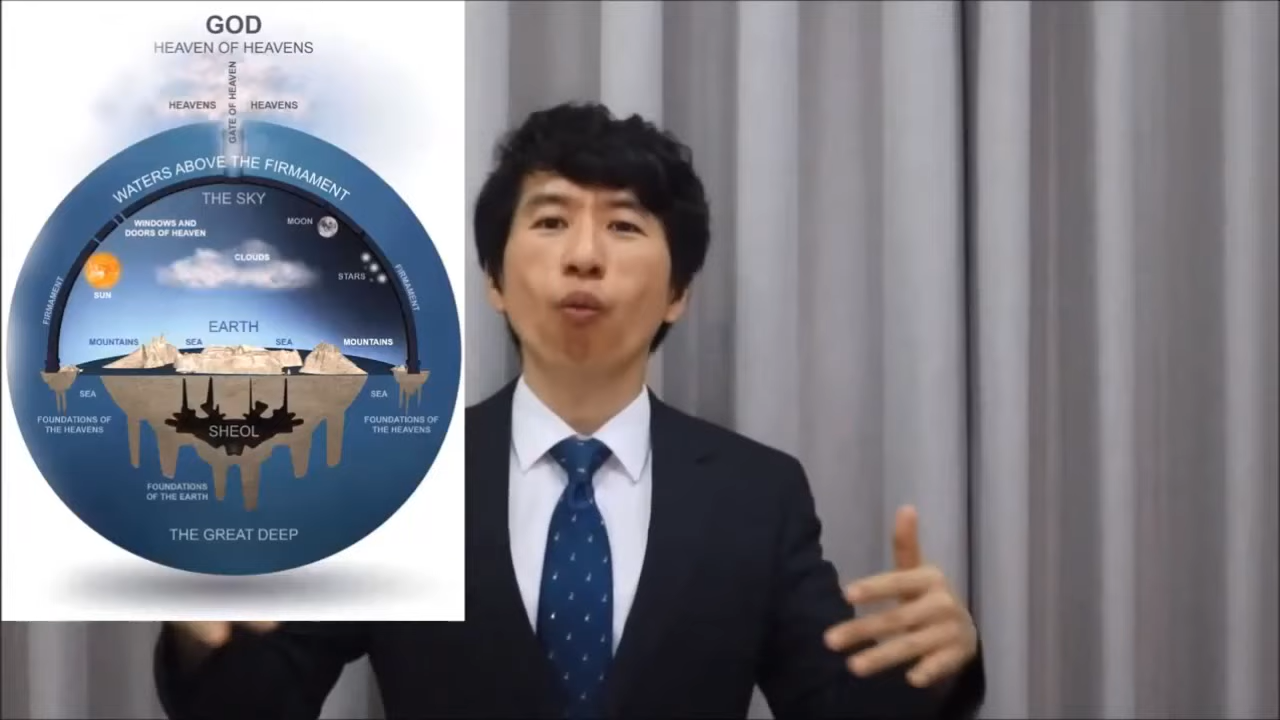 GOD
HEAVEN OF HEAVENS
GATE OF HEAVEN
HEAVENS
HEAVENS
WATERS ABOVE THE FIRMAMENT
THE SKY
WINDOWS AND
DOORS OF HEAVEN
MOON
CLOUDS
STARS
SUN
FIRMAMENT
FIRMAMENT
EARTH
MOUNTAINS
SEA
SEA
MOUNTAINS
SEA
SEA
FOUNDATIONS OF
THE HEAVENS
FOUNDATIONS OF
THE HEAVENS
SHEOL
FOUNDATIONS
OF THE EARTH
THE GREAT DEEP